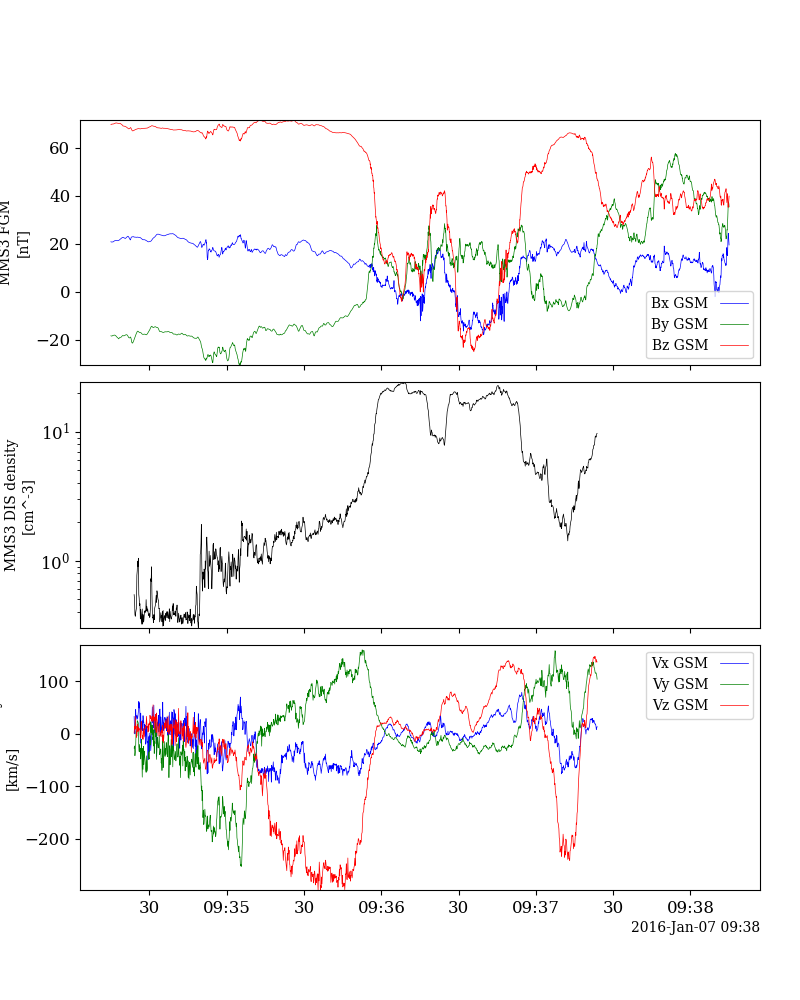 MMS3 FGM
[nT]
60
40
20
0
−20
Bx GSM
By GSM
Bz GSM
MMS3 DIS density
[cm^-3]
10^1
10^0
[km/s]
100
0
−100
−200
Vx GSM
Vy GSM
Vz GSM
30 09:35 30 09:36 30 09:37 30 09:38
2016-Jan-07 09:38